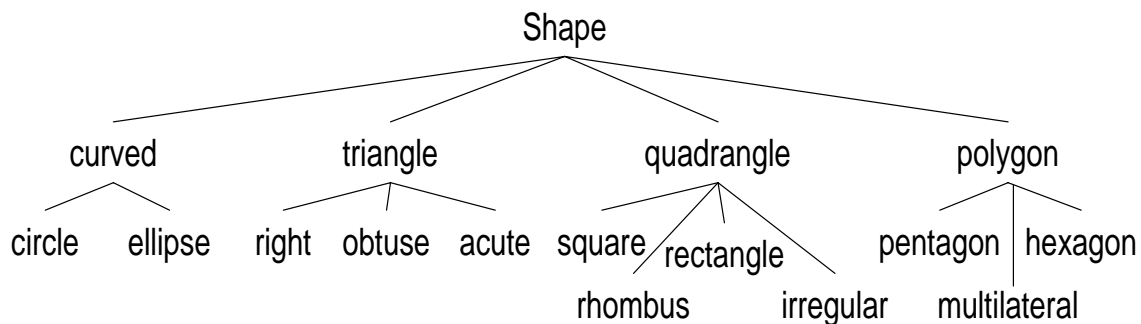 Shape
curved triangle quadrangle polygon
circle ellipse right obtuse acute square rectangle pentagon hexagon
rhombus irregular multilateral